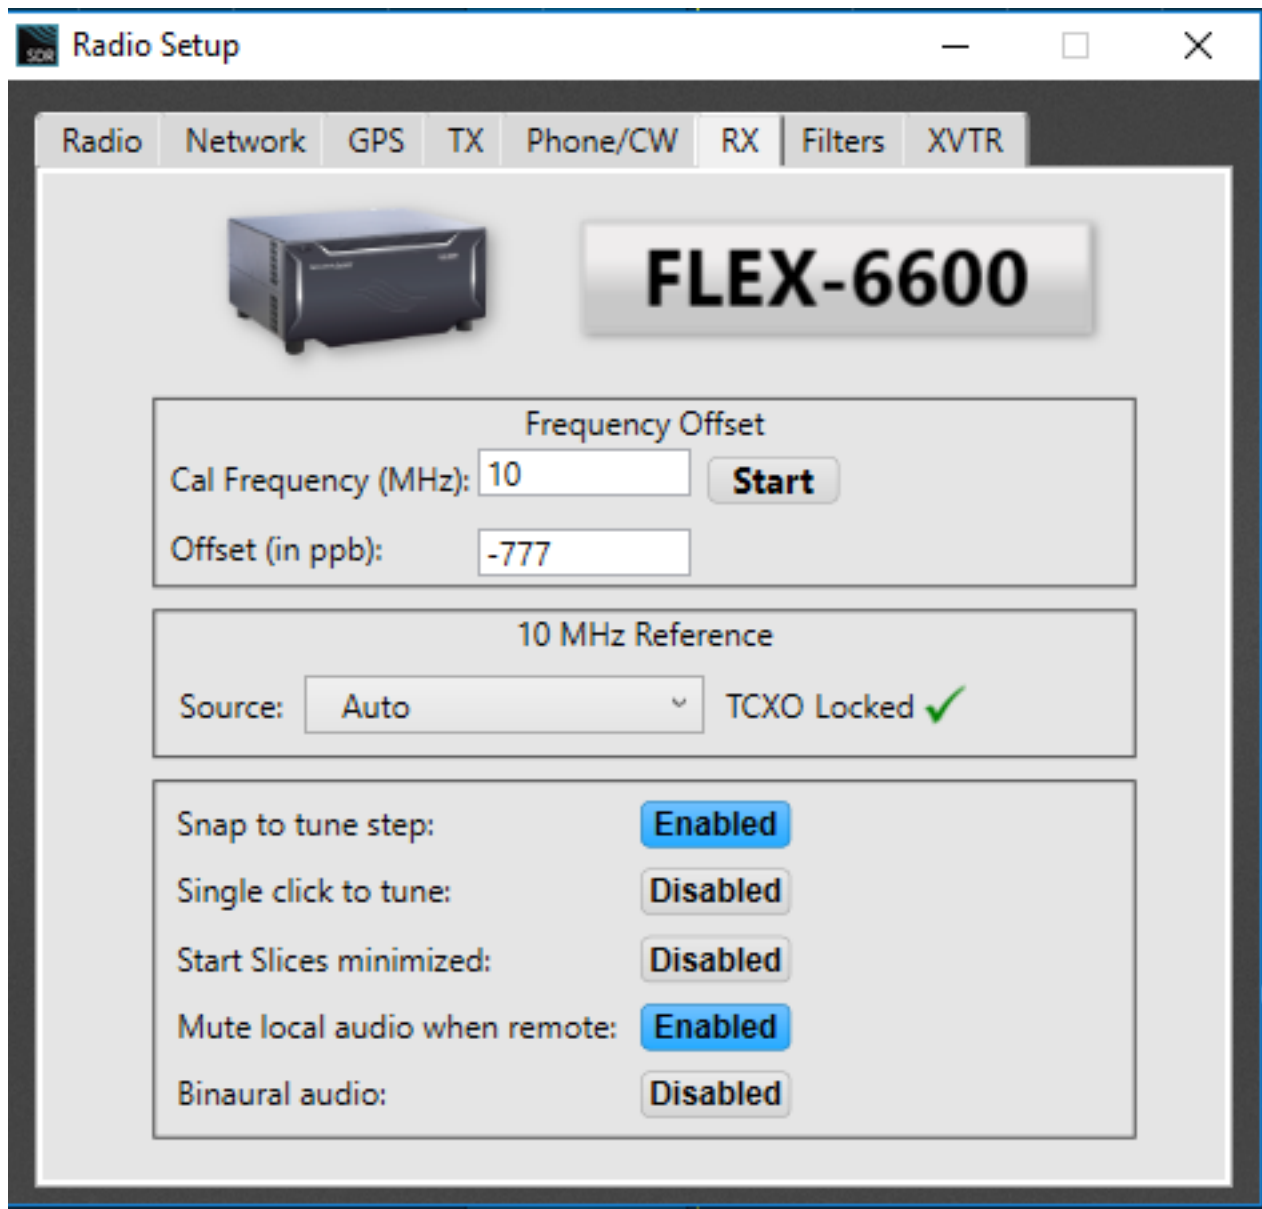 SDR Radio Setup
Radio Network GPS TX Phone/CW RX Filters XVTR
FLEX-6600
Frequency Offset
Cal Frequency (MHz): 10 Start
Offset (in ppb): -777
10 MHz Reference
Source: Auto TCXO Locked
Snap to tune step: Enabled
Single click to tune: Disabled
Start Slices minimized: Disabled
Mute local audio when remote: Enabled
Binaural audio: Disabled